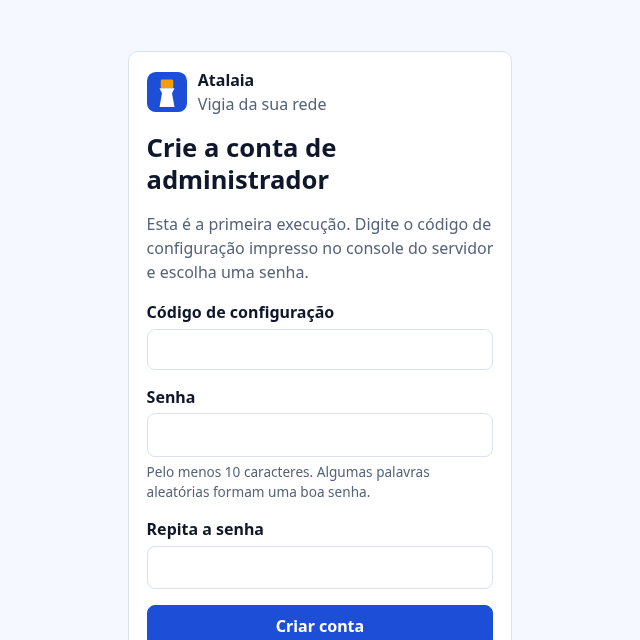 Atalaia
Vigia da sua rede
Crie a conta de
administrador
Esta é a primeira execução. Digite o código de
configuração impresso no console do servidor
e escolha uma senha.
Código de configuração
Senha
Pelo menos 10 caracteres. Algumas palavras
aleatórias formam uma boa senha.
Repita a senha
Criar conta